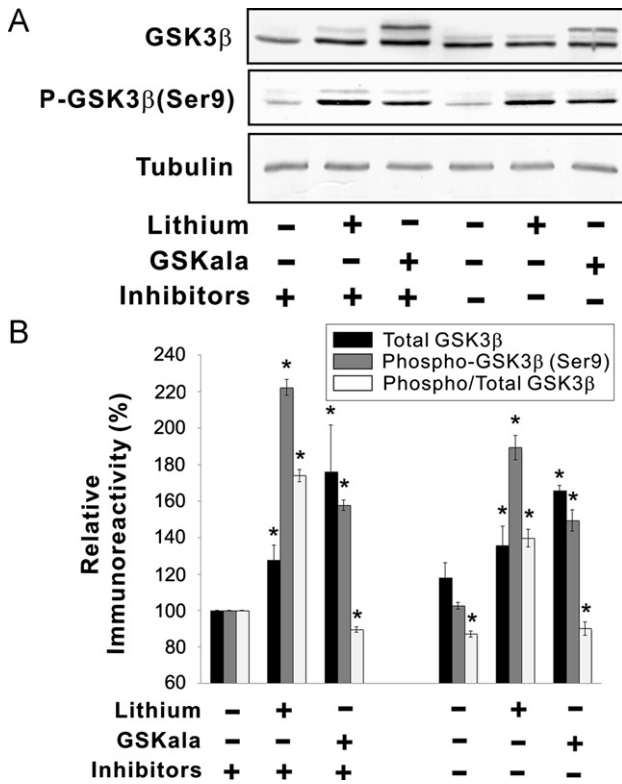 A
GSK3β
P-GSK3β(Ser9)
Tubulin
Lithium − + − − + −
GSKala − − + − − +
Inhibitors + + + − − −
B
Total GSK3β
Phospho-GSK3β (Ser9)
Phospho/Total GSK3β
Relative
Immunoreactivity (%)
240
220
200
180
160
140
120
100
80
60
* * * * * * * * * * * * *
Lithium − + − − + −
GSKala − − + − − +
Inhibitors + + + − − −